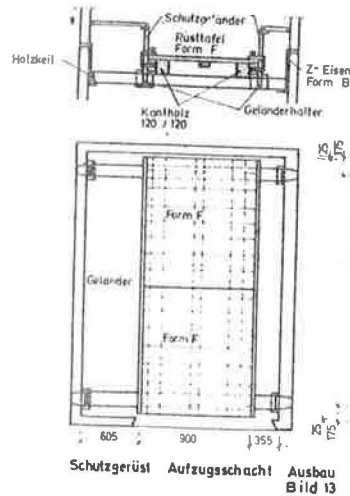 Schutzgeländer
Rüsttafel
Form F
Holzkeil
Z-Eisen
Form B
Kantholz
120/120
Geländerhalter
Form F
Geländer
Form F
605
900
355
Schutzgerüst Aufzugsschacht Ausbau
Bild 13